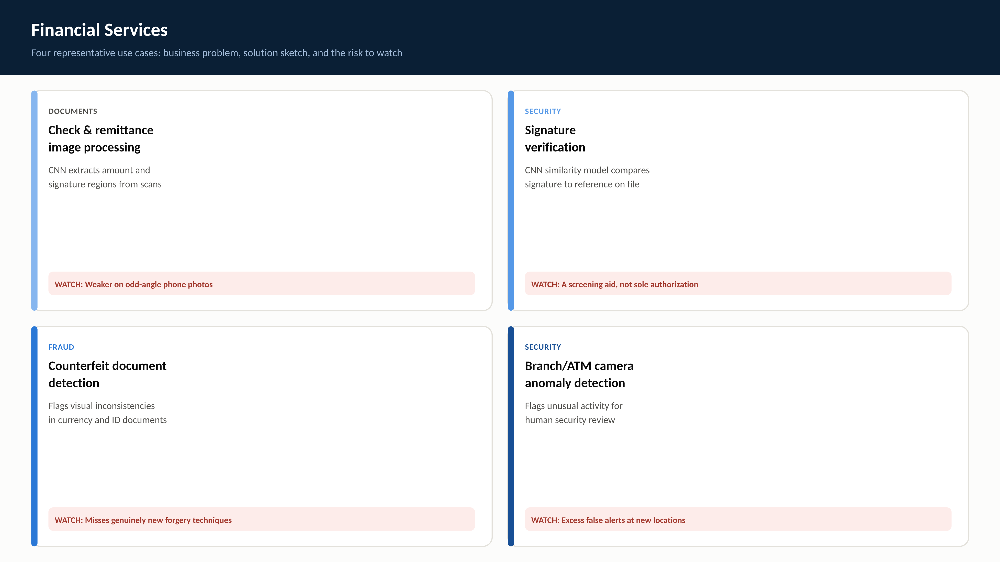 Financial Services
Four representative use cases: business problem, solution sketch, and the risk to watch
DOCUMENTS
Check & remittance
image processing
CNN extracts amount and
signature regions from scans
WATCH: Weaker on odd-angle phone photos
SECURITY
Signature
verification
CNN similarity model compares
signature to reference on file
WATCH: A screening aid, not sole authorization
FRAUD
Counterfeit document
detection
Flags visual inconsistencies
in currency and ID documents
WATCH: Misses genuinely new forgery techniques
SECURITY
Branch/ATM camera
anomaly detection
Flags unusual activity for
human security review
WATCH: Excess false alerts at new locations